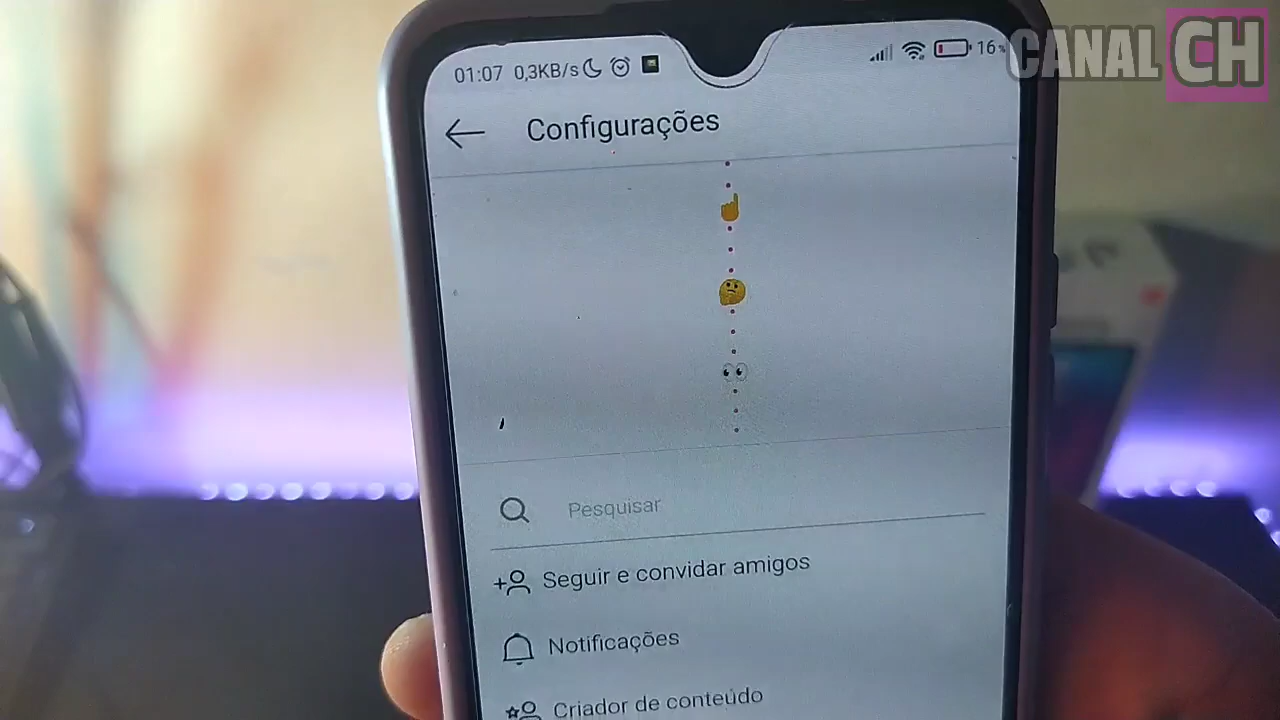 CANAL CH
01:07 0,3KB/s 16%
Configurações
Pesquisar
Seguir e convidar amigos
Notificações
Criador de conteúdo